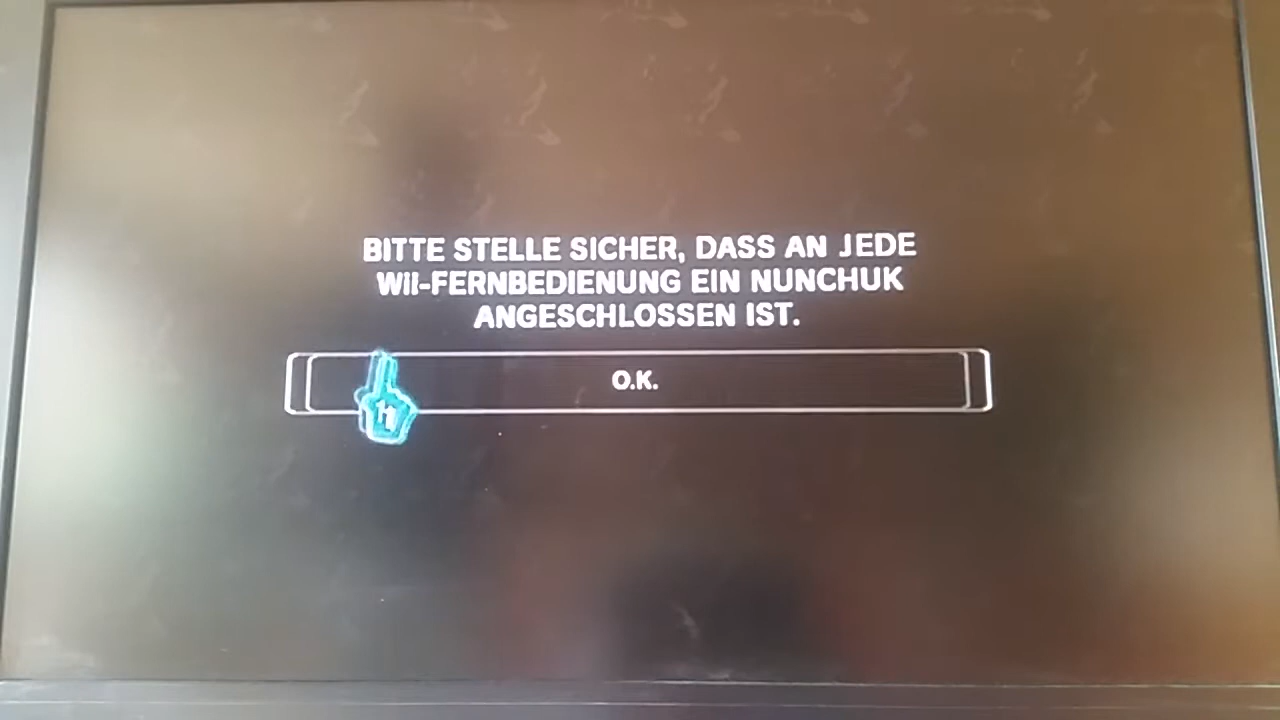 BITTE STELLE SICHER, DASS AN JEDE
Wii-FERNBEDIENUNG EIN NUNCHUK
ANGESCHLOSSEN IST.
O.K.